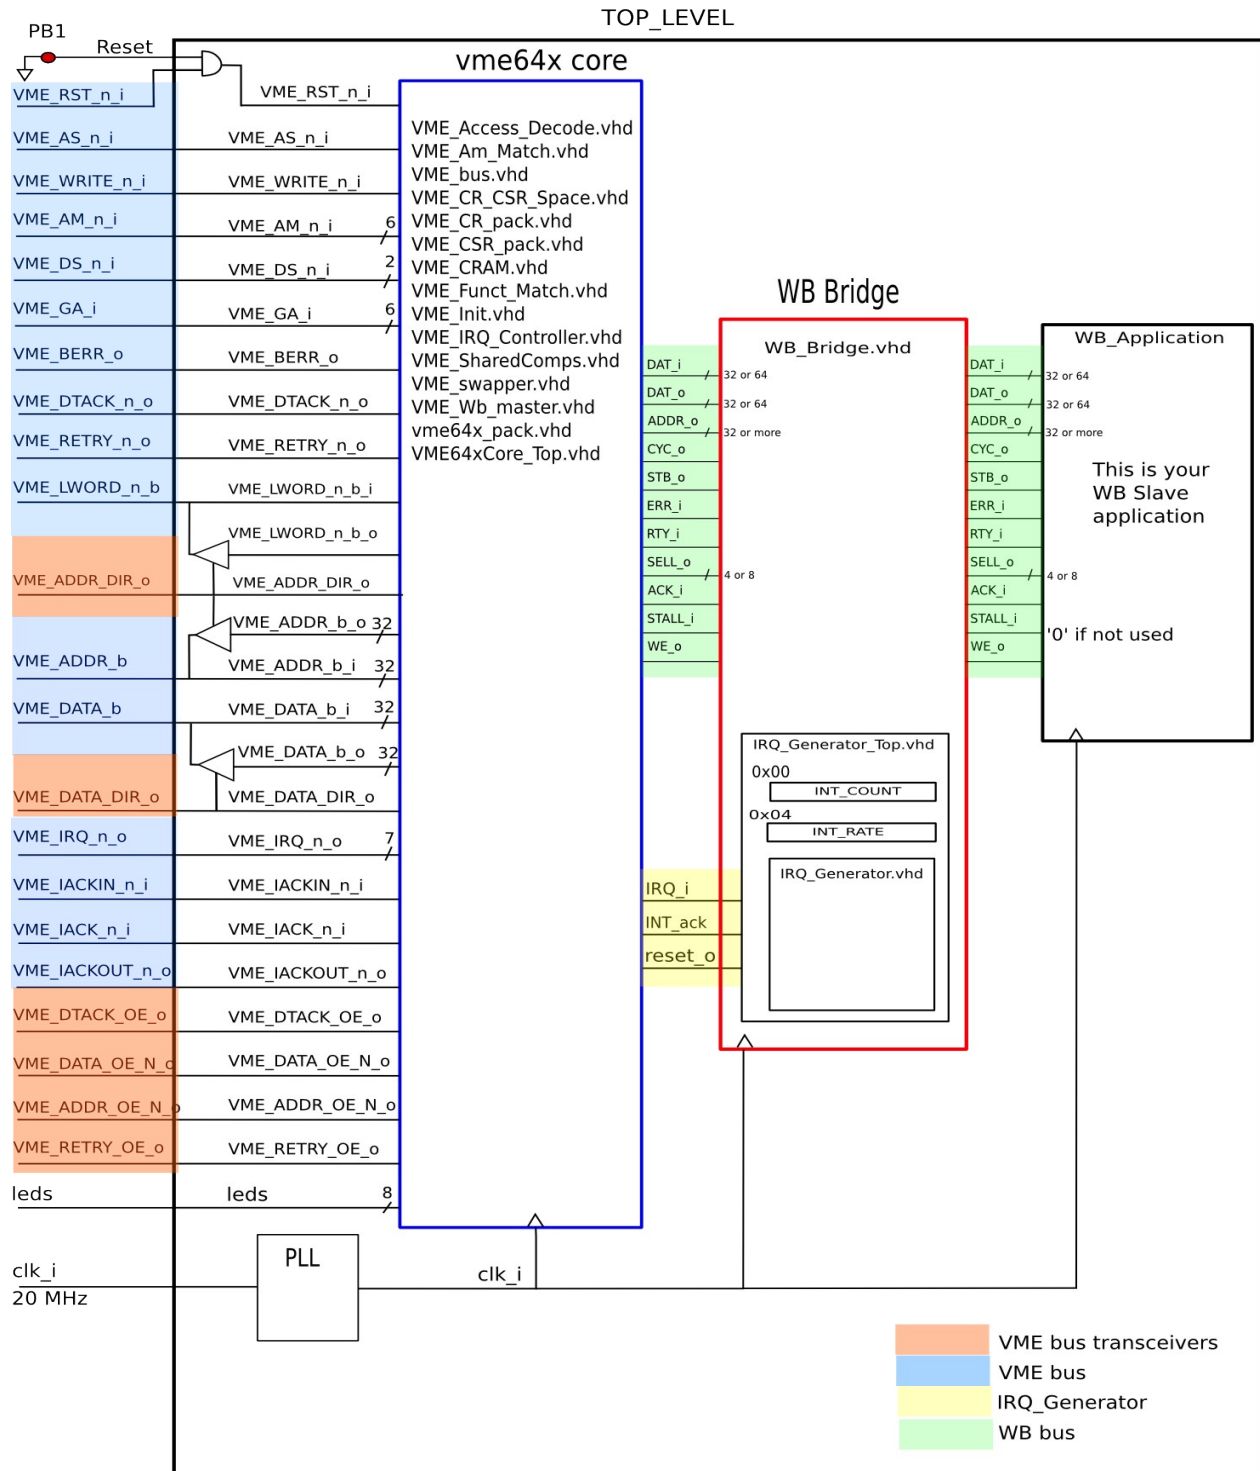 TOP_LEVEL
PB1
Reset
vme64x core
VME_RST_n_i
VME_AS_n_i
VME_WRITE_n_i
VME_AM_n_i
VME_DS_n_i
VME_GA_i
VME_BERR_o
VME_DTACK_n_o
VME_RETRY_n_o
VME_LWORD_n_b
VME_ADDR_DIR_o
VME_ADDR_b
VME_DATA_b
VME_DATA_DIR_o
VME_IRQ_n_o
VME_IACKIN_n_i
VME_IACK_n_i
VME_IACKOUT_n_o
VME_DTACK_OE_o
VME_DATA_OE_N_o
VME_ADDR_OE_N_o
VME_RETRY_OE_o
leds
clk_i
20 MHz
VME_RST_n_i
VME_AS_n_i
VME_WRITE_n_i
VME_AM_n_i 6
VME_DS_n_i 2
VME_GA_i 6
VME_BERR_o
VME_DTACK_n_o
VME_RETRY_n_o
VME_LWORD_n_b_i
VME_LWORD_n_b_o
VME_ADDR_DIR_o
VME_ADDR_b_o 32
VME_ADDR_b_i 32
VME_DATA_b_i 32
VME_DATA_b_o 32
VME_DATA_DIR_o
VME_IRQ_n_o 7
VME_IACKIN_n_i
VME_IACK_n_i
VME_IACKOUT_n_o
VME_DTACK_OE_o
VME_DATA_OE_N_o
VME_ADDR_OE_N_o
VME_RETRY_OE_o
leds 8
PLL
clk_i
VME_Access_Decode.vhd
VME_Am_Match.vhd
VME_bus.vhd
VME_CR_CSR_Space.vhd
VME_CR_pack.vhd
VME_CSR_pack.vhd
VME_CRAM.vhd
VME_Funct_Match.vhd
VME_Init.vhd
VME_IRQ_Controller.vhd
VME_SharedComps.vhd
VME_swapper.vhd
VME_Wb_master.vhd
vme64x_pack.vhd
VME64xCore_Top.vhd
DAT_i
DAT_o
ADDR_o
CYC_o
STB_o
ERR_i
RTY_i
SELL_o
ACK_i
STALL_i
WE_o
IRQ_i
INT_ack
reset_o
WB Bridge
WB_Bridge.vhd
32 or 64
32 or 64
32 or more
4 or 8
IRQ_Generator_Top.vhd
0x00
INT_COUNT
0x04
INT_RATE
IRQ_Generator.vhd
DAT_i
DAT_o
ADDR_o
CYC_o
STB_o
ERR_i
RTY_i
SELL_o
ACK_i
STALL_i
WE_o
WB_Application
32 or 64
32 or 64
32 or more
This is your
WB Slave
application
4 or 8
'0' if not used
VME bus transceivers
VME bus
IRQ_Generator
WB bus